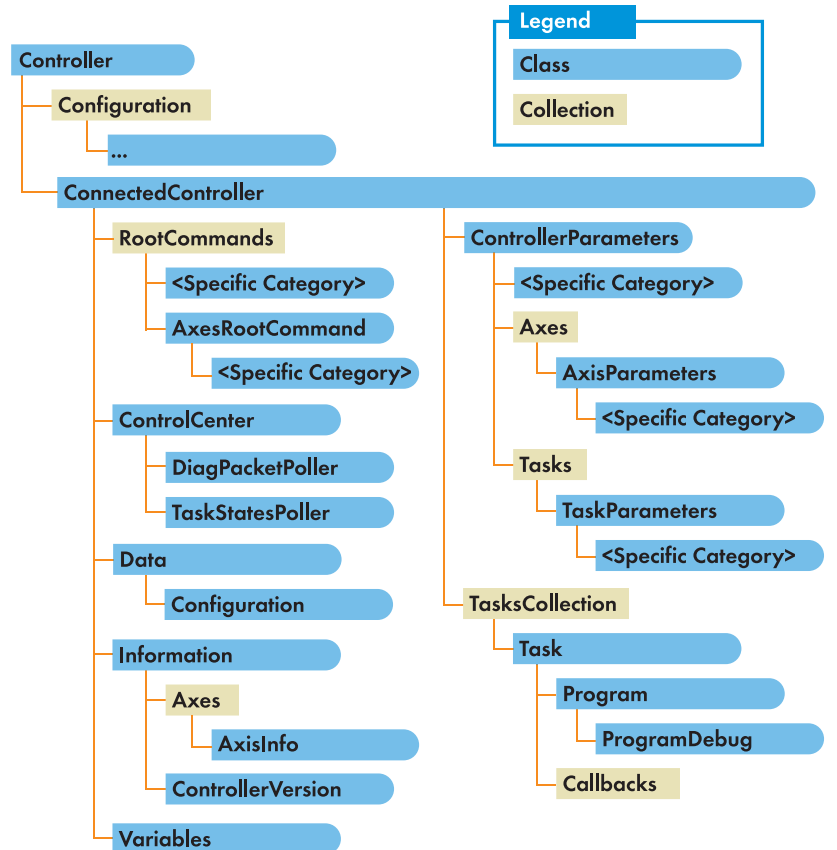 Legend
Class
Collection
Controller
Configuration
...
ConnectedController
RootCommands
<Specific Category>
AxesRootCommand
<Specific Category>
ControlCenter
DiagPacketPoller
TaskStatesPoller
Data
Configuration
Information
Axes
AxisInfo
ControllerVersion
Variables
ControllerParameters
<Specific Category>
Axes
AxisParameters
<Specific Category>
Tasks
TaskParameters
<Specific Category>
TasksCollection
Task
Program
ProgramDebug
Callbacks